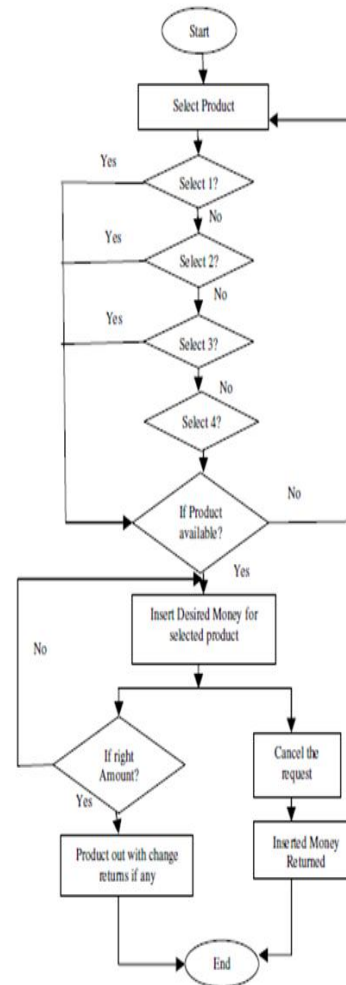 Start
Select Product
Yes
Select 1?
No
Yes
Select 2?
No
Yes
Select 3?
No
Select 4?
If Product
available?
No
Yes
Insert Desired Money for
selected product
No
If right
Amount?
Yes
Cancel the
request
Product out with change
returns if any
Inserted Money
Returned
End